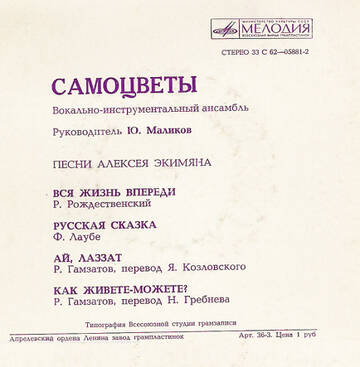 МИНИСТЕРСТВО КУЛЬТУРЫ СССР
МЕЛОДИЯ
ВСЕСОЮЗНАЯ ФИРМА ГРАМПЛАСТИНОК
СТЕРЕО 33 С 62—05881-2
САМОЦВЕТЫ
Вокально-инструментальный ансамбль
Руководитель Ю. Маликов
ПЕСНИ АЛЕКСЕЯ ЭКИМЯНА
ВСЯ ЖИЗНЬ ВПЕРЕДИ
Р. Рождественский
РУССКАЯ СКАЗКА
Ф. Лаубе
АЙ, ЛАЗЗАТ
Р. Гамзатов, перевод Я. Козловского
КАК ЖИВЕТЕ-МОЖЕТЕ?
Р. Гамзатов, перевод Н. Гребнева
Типография Всесоюзной студии грамзаписи
Апрелевский ордена Ленина завод грампластинок Арт. 36-3. Цена 1 руб